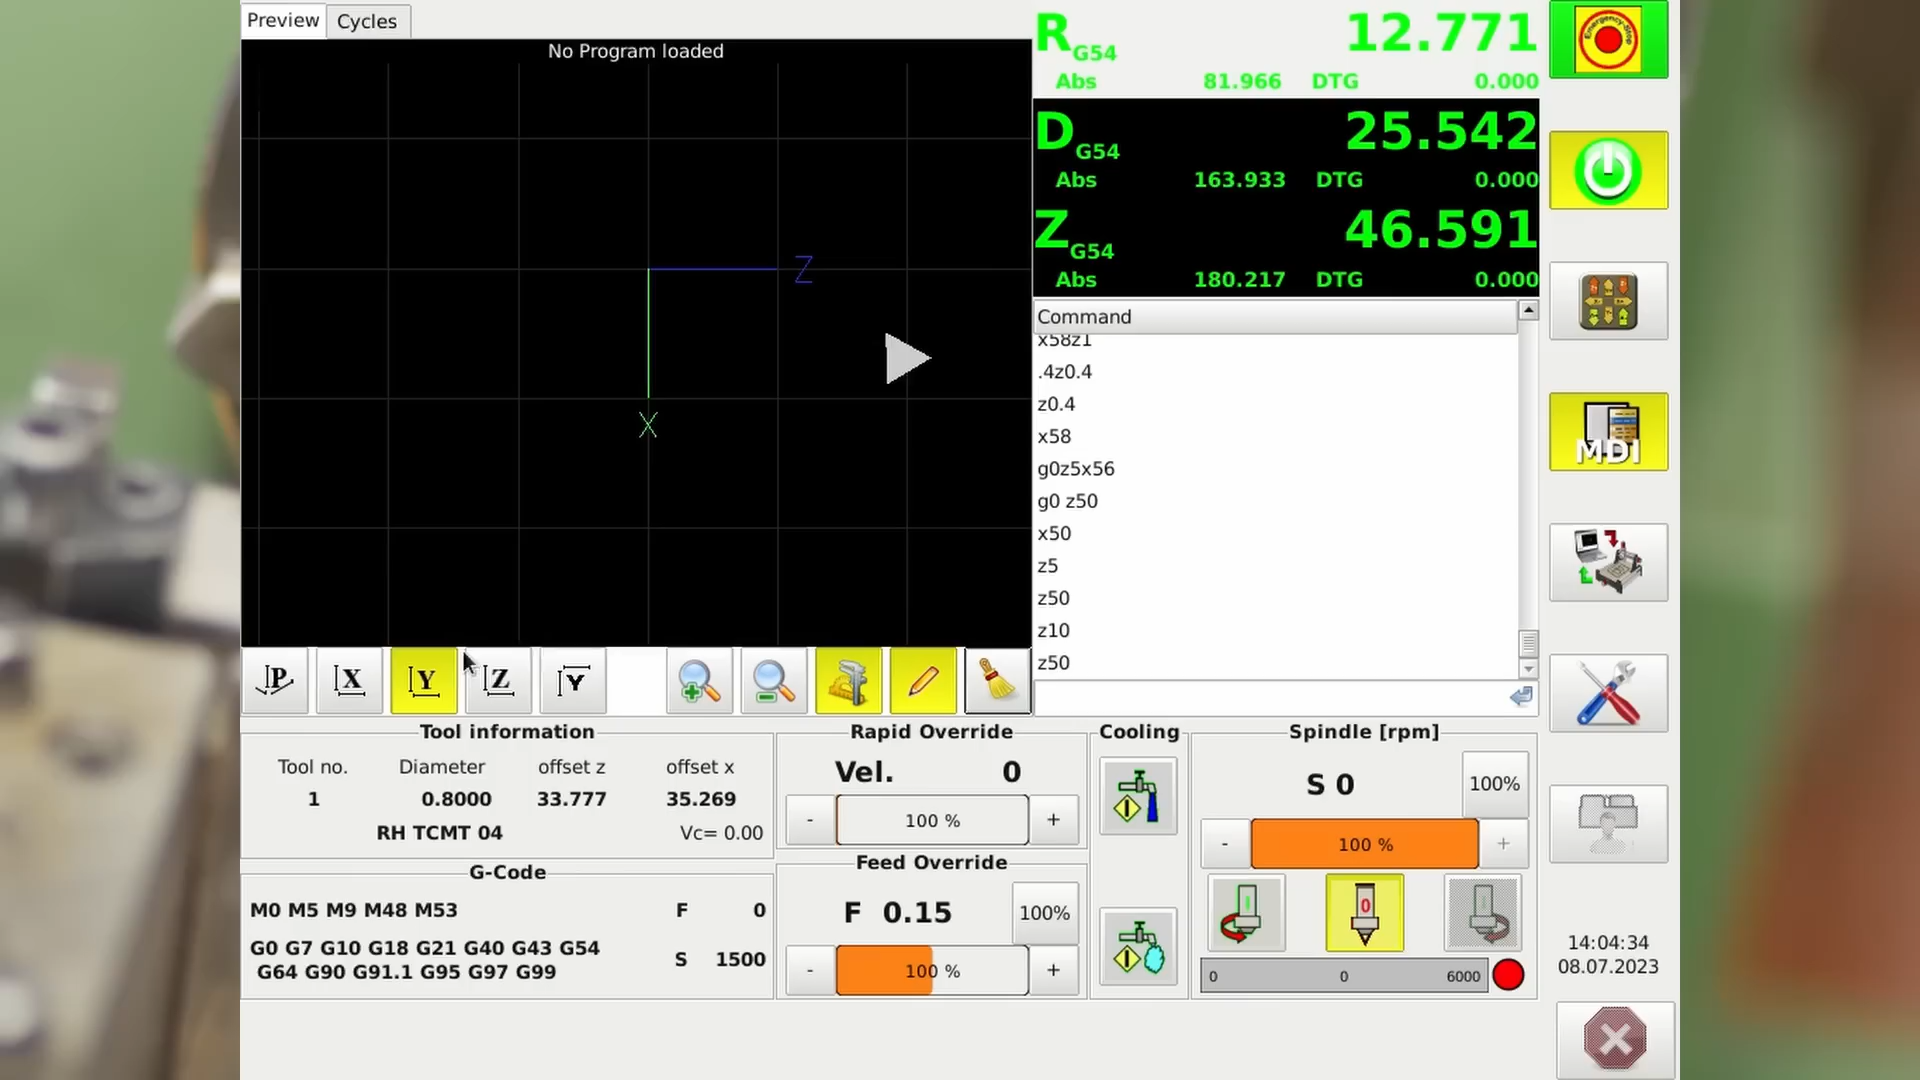 Preview Cycles
No Program loaded
Z
X
R G54 12.771
Abs 81.966 DTG 0.000
D G54 25.542
Abs 163.933 DTG 0.000
Z G54 46.591
Abs 180.217 DTG 0.000
Emergency-Stop
Command
x58z1
.4z0.4
z0.4
x58
g0z5x56
g0 z50
x50
z5
z50
z10
z50
MDI
P X Y Z Y
Tool information
Tool no. Diameter offset z offset x
1 0.8000 33.777 35.269
RH TCMT 04 Vc= 0.00
G-Code
M0 M5 M9 M48 M53 F 0
G0 G7 G10 G18 G21 G40 G43 G54
G64 G90 G91.1 G95 G97 G99
S 1500
Rapid Override
Vel. 0
- 100 % +
Feed Override
F 0.15 100%
- 100 % +
Cooling
Spindle [rpm]
S 0 100%
- 100 % +
0
0 0 6000
14:04:34
08.07.2023